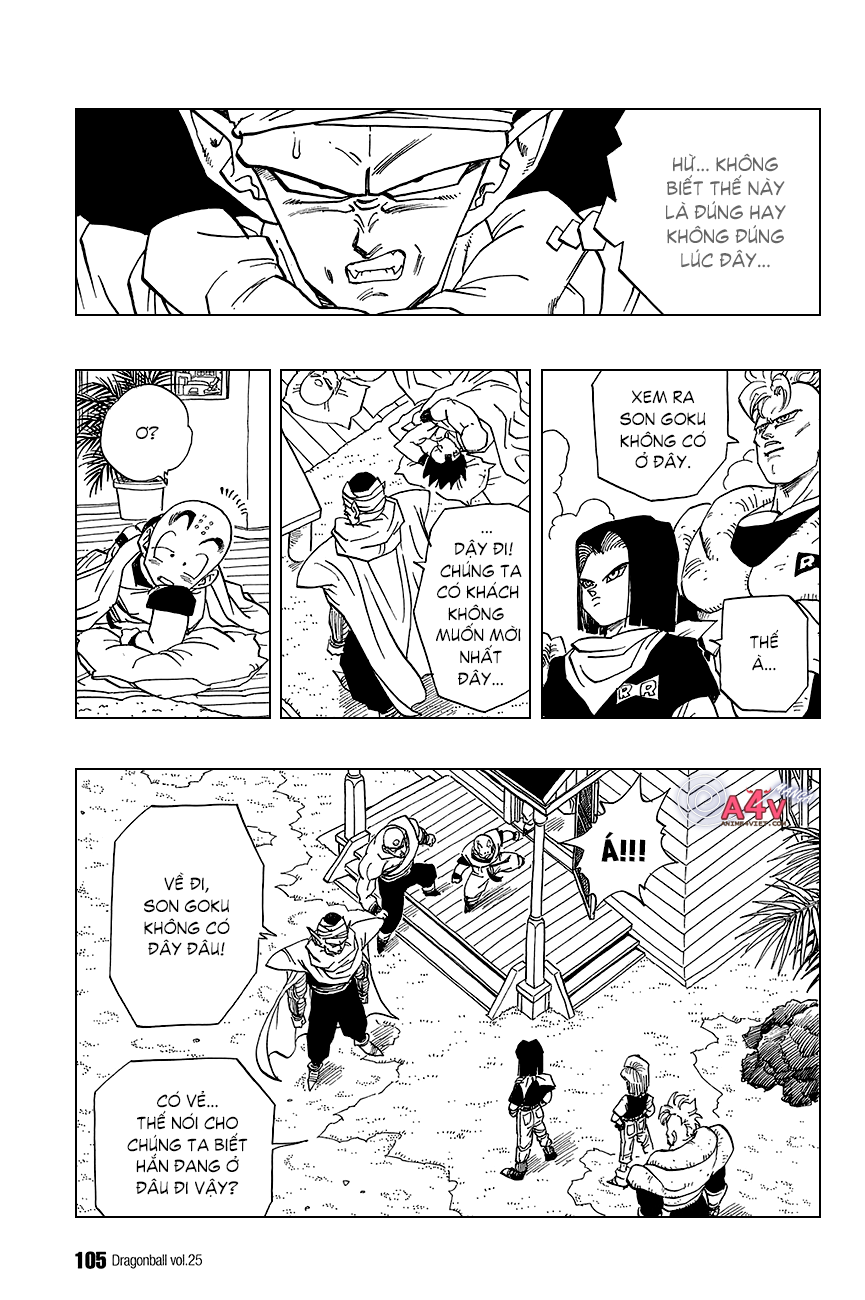 HỪ... KHÔNG
BIẾT THẾ NÀY
LÀ ĐÚNG HAY
KHÔNG ĐÚNG
LÚC ĐÂY...
XEM RA
SON GOKU
KHÔNG CÓ
Ở ĐÂY.
THẾ
À...
...
DẬY ĐI!
CHÚNG TA
CÓ KHÁCH
KHÔNG
MUỐN MỜI
NHẤT
ĐÂY...
Ơ?
R
R R
Á!!!
A4V
ANIME4VIET.COM
VỀ ĐI,
SON GOKU
KHÔNG CÓ
ĐÂY ĐÂU!
CÓ VẺ...
THẾ NÓI CHO
CHÚNG TA BIẾT
HẮN ĐANG Ở
ĐÂU ĐI VẬY?
105 Dragonball vol.25